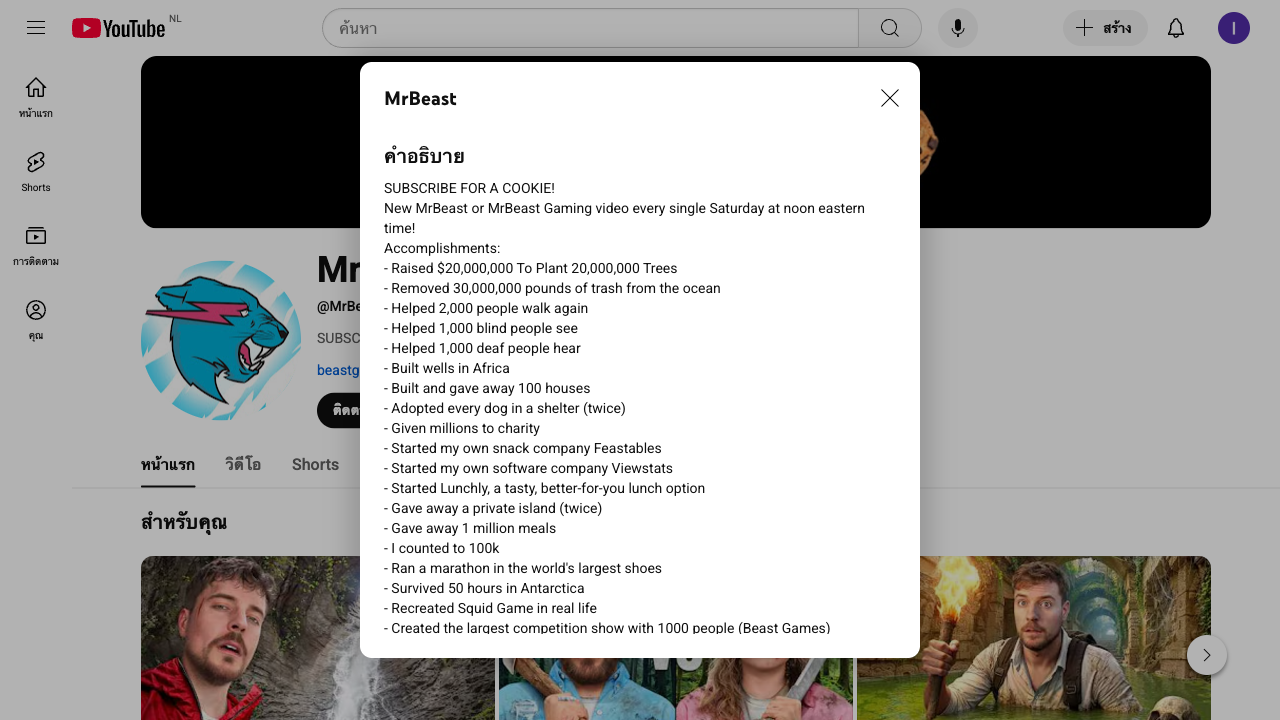 YouTube NL
ค้นหา
สร้าง
I
หน้าแรก
Shorts
การติดตาม
คุณ
MrBeast
คำอธิบาย
SUBSCRIBE FOR A COOKIE!
New MrBeast or MrBeast Gaming video every single Saturday at noon eastern
time!
Accomplishments:
- Raised $20,000,000 To Plant 20,000,000 Trees
- Removed 30,000,000 pounds of trash from the ocean
- Helped 2,000 people walk again
- Helped 1,000 blind people see
- Helped 1,000 deaf people hear
- Built wells in Africa
- Built and gave away 100 houses
- Adopted every dog in a shelter (twice)
- Given millions to charity
- Started my own snack company Feastables
- Started my own software company Viewstats
- Started Lunchly, a tasty, better-for-you lunch option
- Gave away a private island (twice)
- Gave away 1 million meals
- I counted to 100k
- Ran a marathon in the world's largest shoes
- Survived 50 hours in Antarctica
- Recreated Squid Game in real life
- Created the largest competition show with 1000 people (Beast Games)
หน้าแรก
วิดีโอ
Shorts
สำหรับคุณ